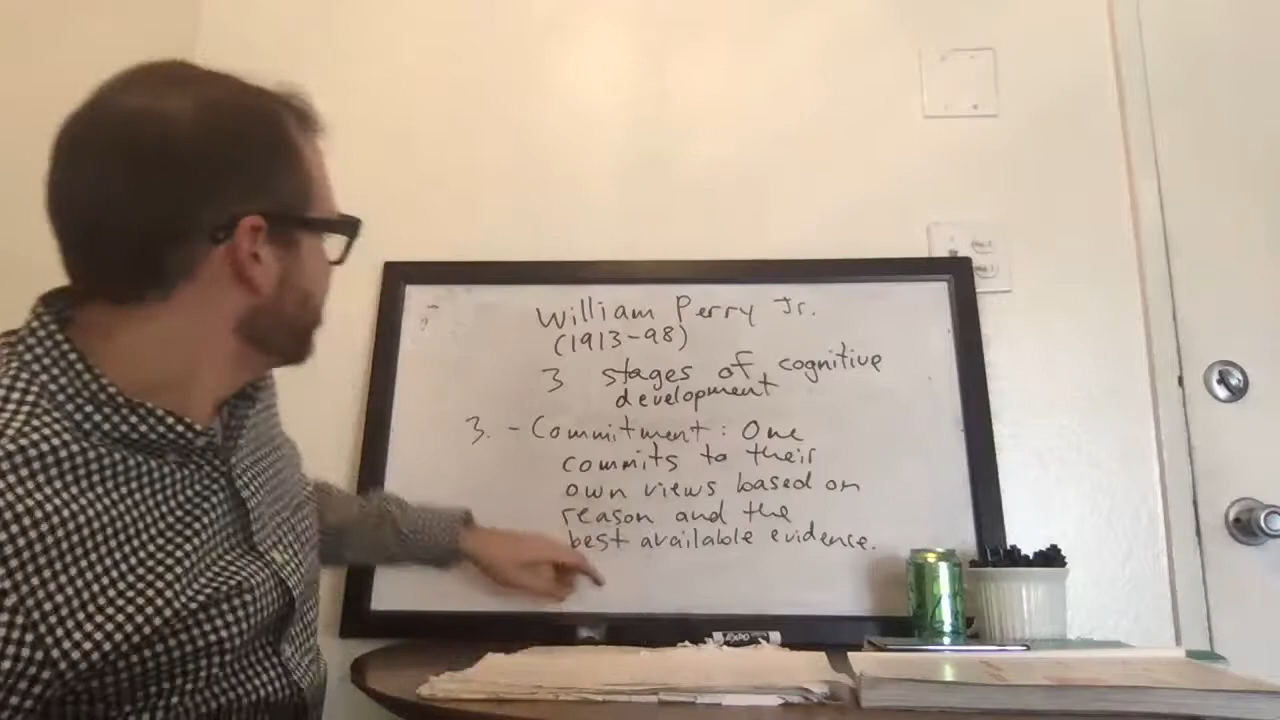 William Perry Jr.
(1913-98)
3 stages of cognitive
development
3. - Commitment: One
commits to their
own views based on
reason and the
best available evidence.
EXPO